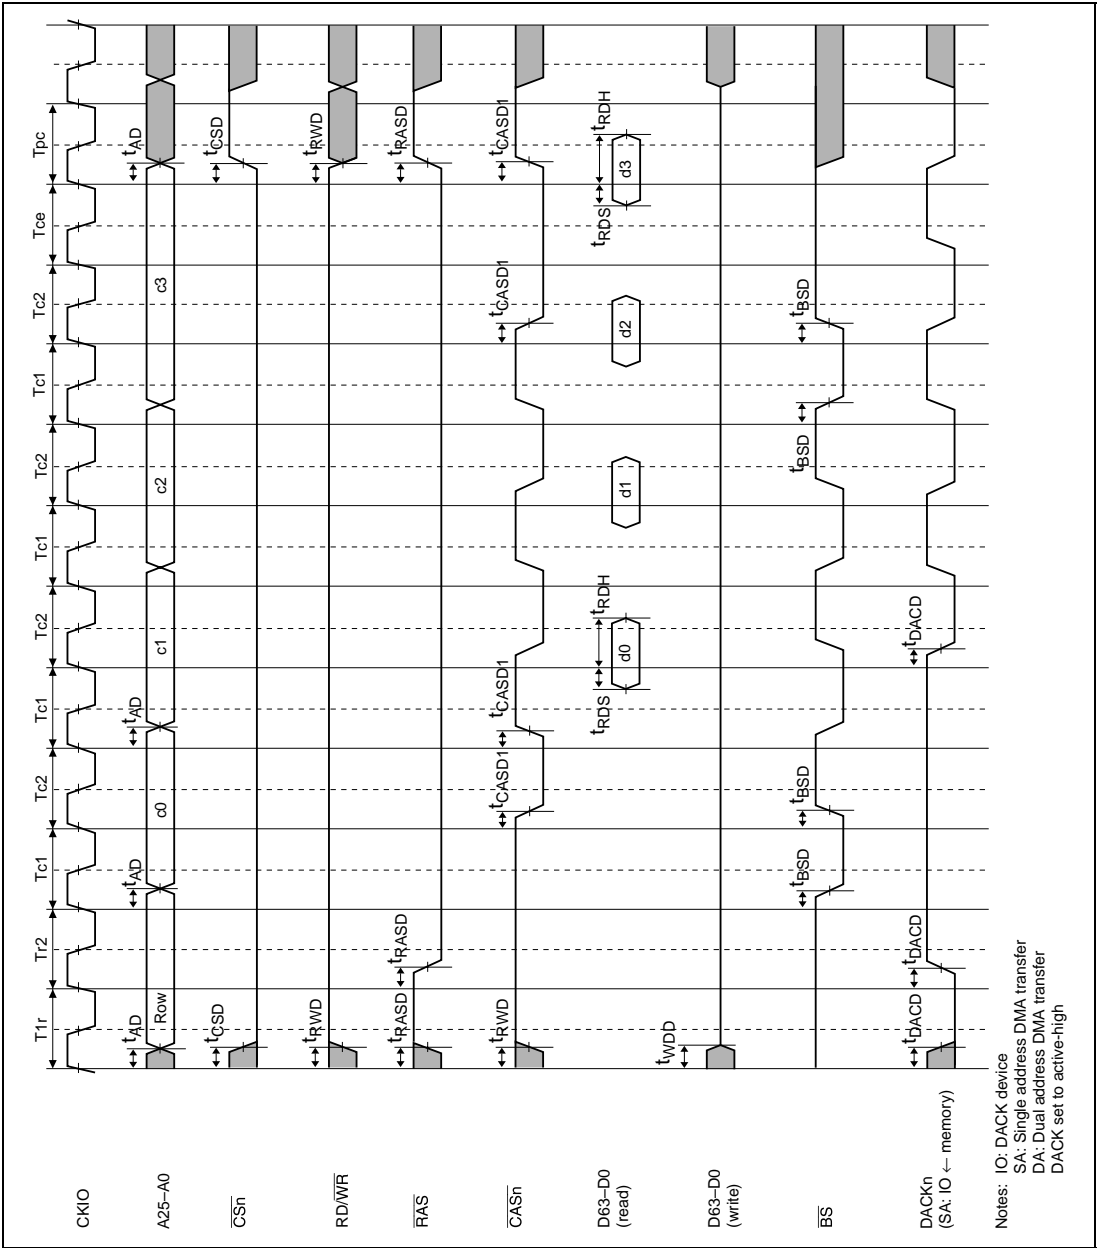 T1r Tr2 Tc1 Tc2 Tc1 Tc2 Tc1 Tc2 Tc1 Tc2 Tce Tpc
CKIO
tAD tAD tAD tAD
A25–A0 Row c0 c1 c2 c3
tCSD tCSD
CSn
tRWD tRWD
RD/WR
tRASD tRASD tRASD
RAS
tRWD tCASD1 tCASD1 tCASD1 tCASD1
CASn
tRDS tRDH tRDS tRDH
D63–D0 d0 d1 d2 d3
(read)
tWDD
D63–D0
(write)
tBSD tBSD tBSD tBSD
BS
tDACD tDACD tDACD
DACKn
(SA: IO ← memory)
Notes: IO: DACK device
SA: Single address DMA transfer
DA: Dual address DMA transfer
DACK set to active-high